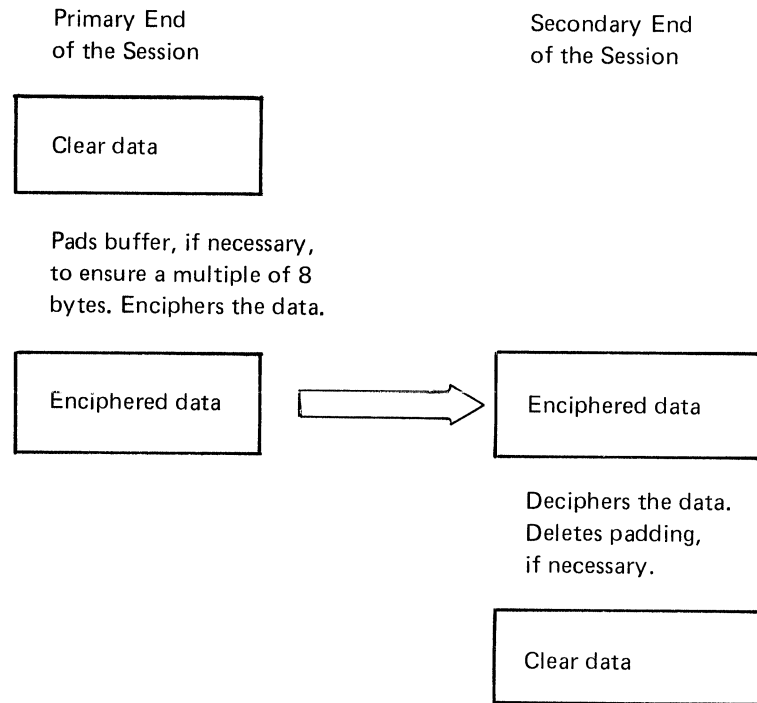 Primary End
of the Session
Secondary End
of the Session
Clear data
Pads buffer, if necessary,
to ensure a multiple of 8
bytes. Enciphers the data.
Enciphered data
Enciphered data
Deciphers the data.
Deletes padding,
if necessary.
Clear data